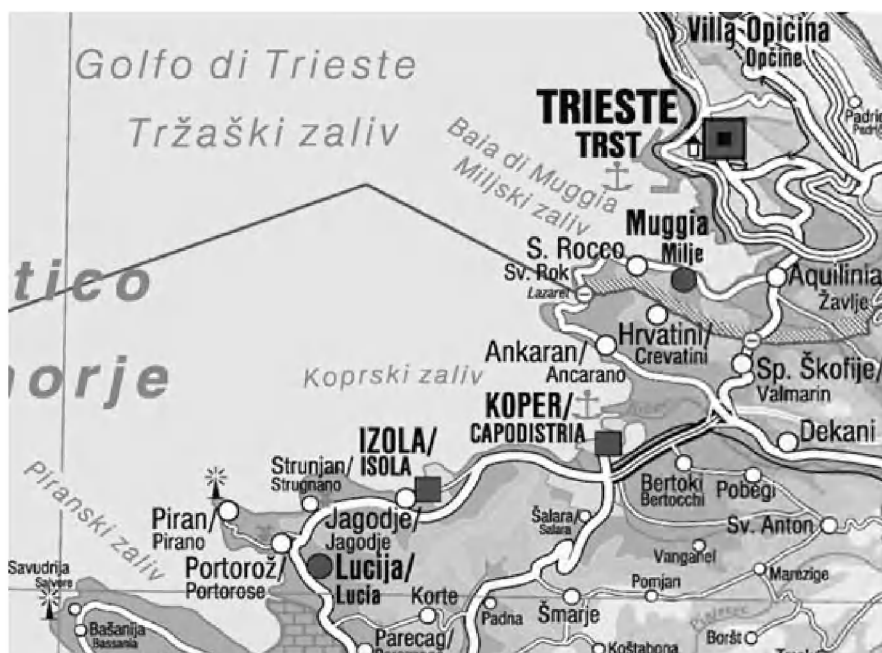 Villa Opicina
Opčine
Golfo di Trieste
Tržaški zaliv
TRIESTE
TRST
Padrie
Baia di Muggia
Miljski zaliv
Muggia
Milje
S. Rocco
Sv. Rok
Lazaret
Aquilinia
Žavlje
tico
Hrvatini/
Crevatini
Ankaran/
Ancarano
Sp. Škofije/
Valmarin
orje
Koprski zaliv
KOPER/
CAPODISTRIA
Dekani
IZOLA/
ISOLA
Strunjan/
Strugnano
Bertoki
Bertocchi
Pobegi
Piranski zaliv
Piran/
Pirano
Jagodje/
Jagodje
Šalara/
Salara
Sv. Anton
Vanganel
Portorož/
Portorose
Lucija/
Lucia
Savudrija
Salvore
Korte
Padna
Šmarje
Pomjan
Marezige
Bašanija
Bassania
Parecag/
Koštabona
Boršt